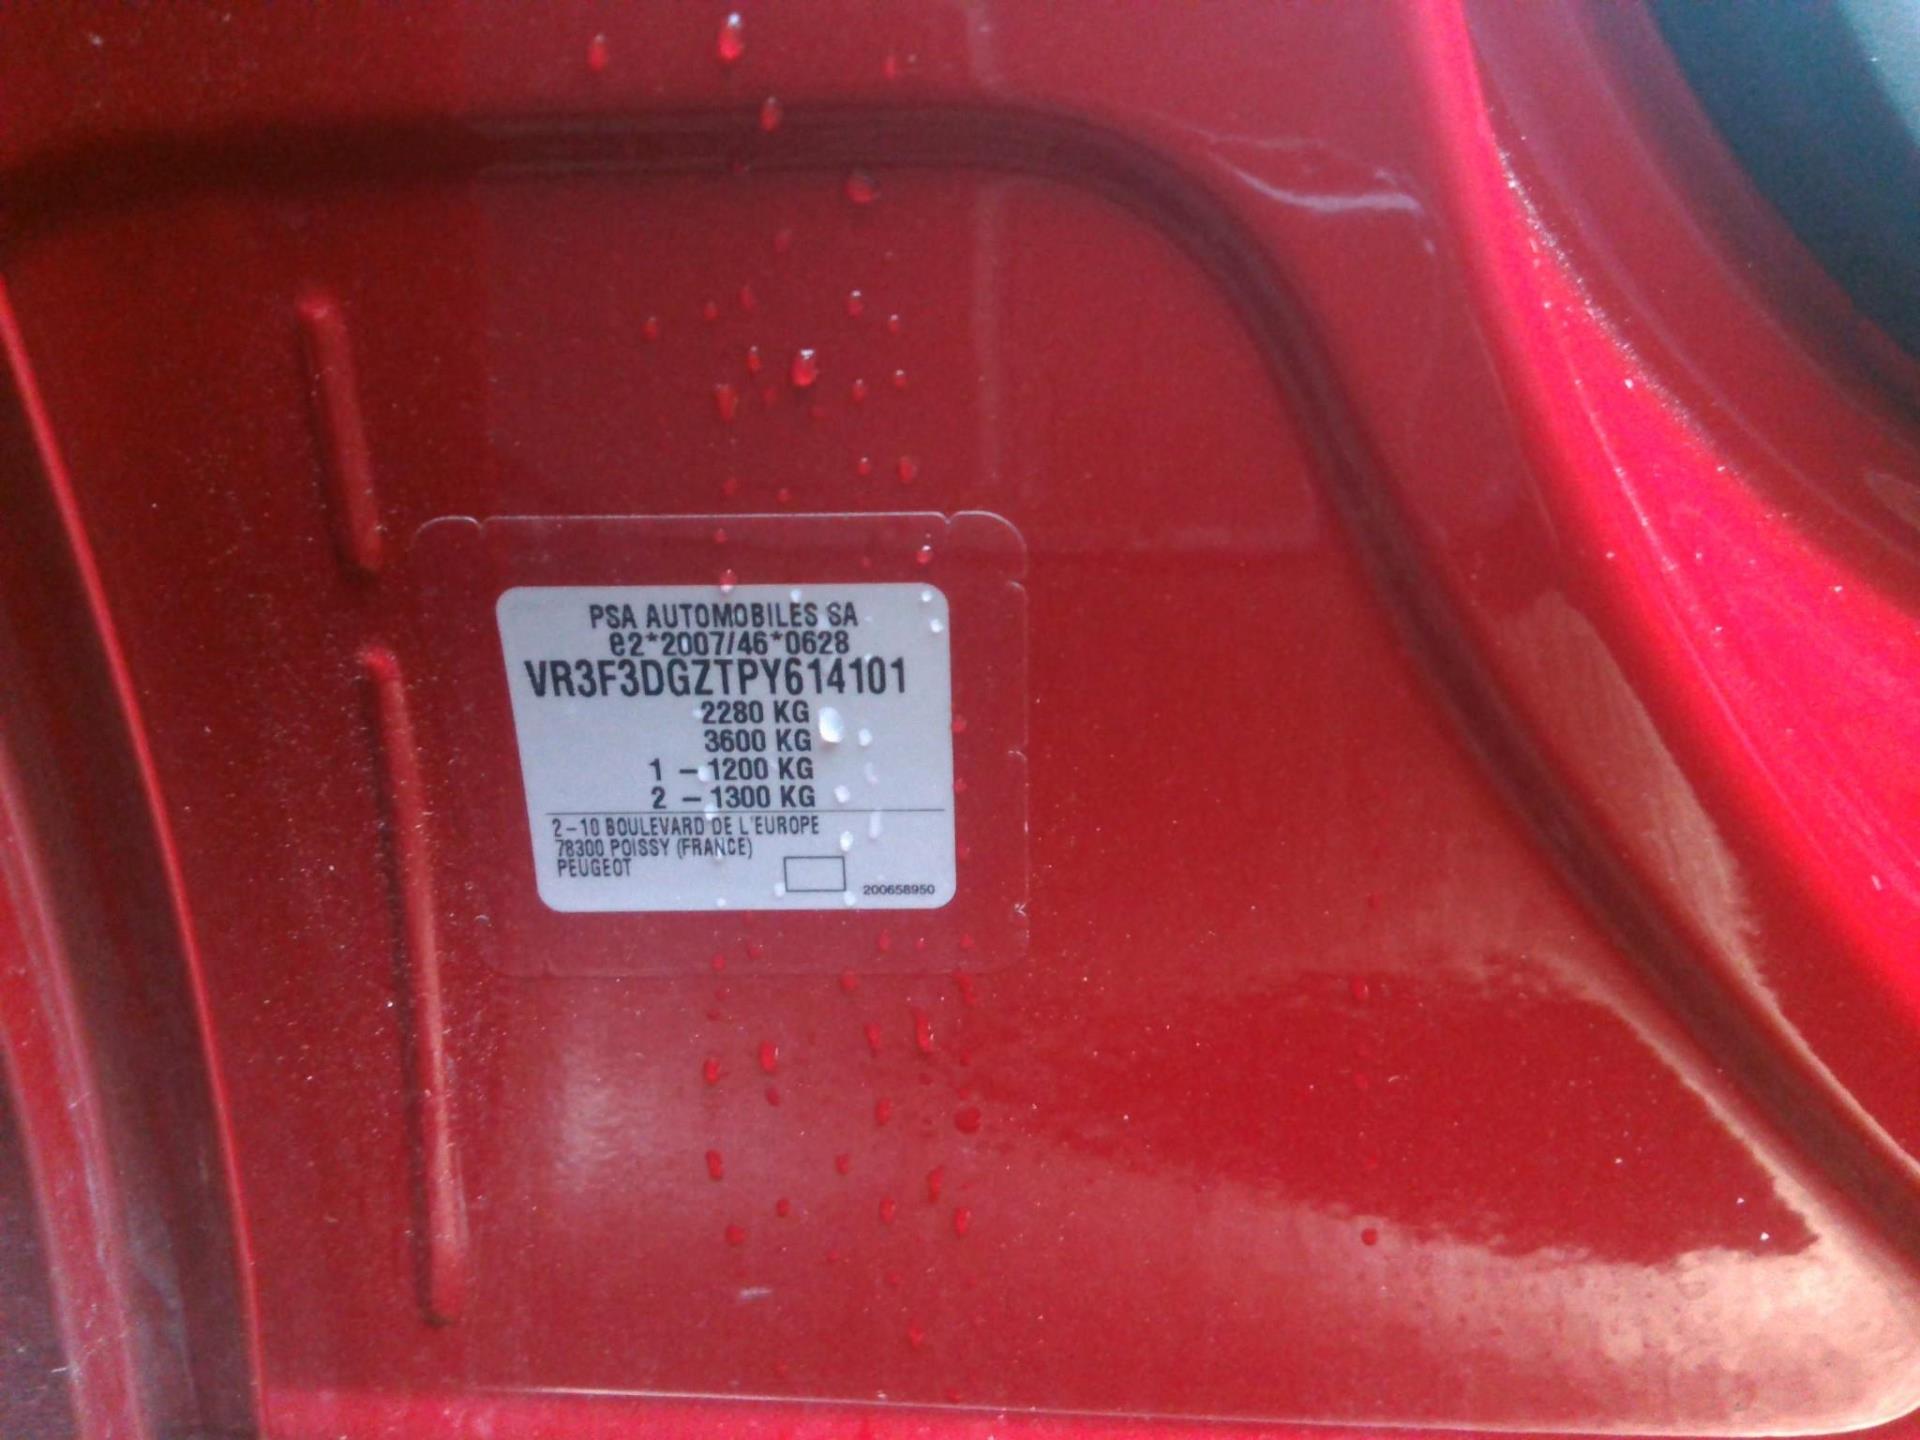 PSA AUTOMOBILES SA
e2*2007/46*0628
VR3F3DGZTPY614101
2280 KG
3600 KG
1 – 1200 KG
2 – 1300 KG
2–10 BOULEVARD DE L'EUROPE
78300 POISSY (FRANCE)
PEUGEOT
200658950